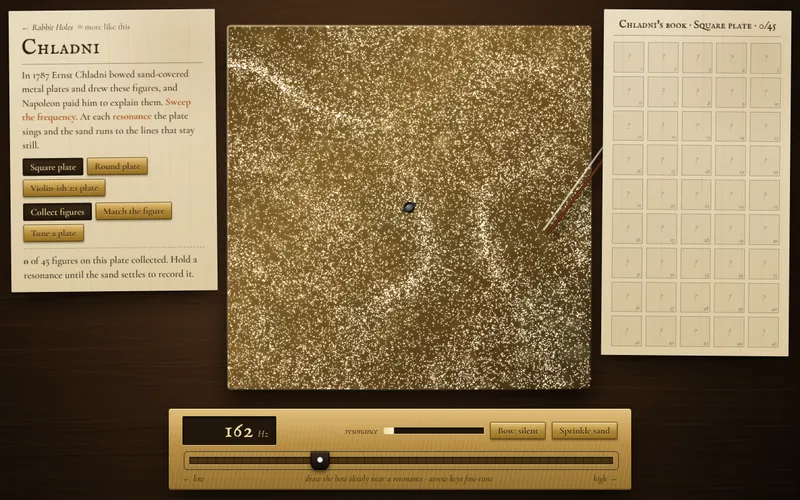 ← Rabbit Holes ≈ more like this
Chladni
In 1787 Ernst Chladni bowed sand-covered
metal plates and drew these figures, and
Napoleon paid him to explain them. Sweep
the frequency. At each resonance the plate
sings and the sand runs to the lines that stay
still.
Square plate Round plate
Violin-ish 2:1 plate
Collect figures Match the figure
Tune a plate
0 of 45 figures on this plate collected. Hold a
resonance until the sand settles to record it.
Chladni's book · Square plate · 0/45
162 Hz
resonance
Bow: silent Sprinkle sand
← low draw the bow slowly near a resonance · arrow keys fine-tune high →